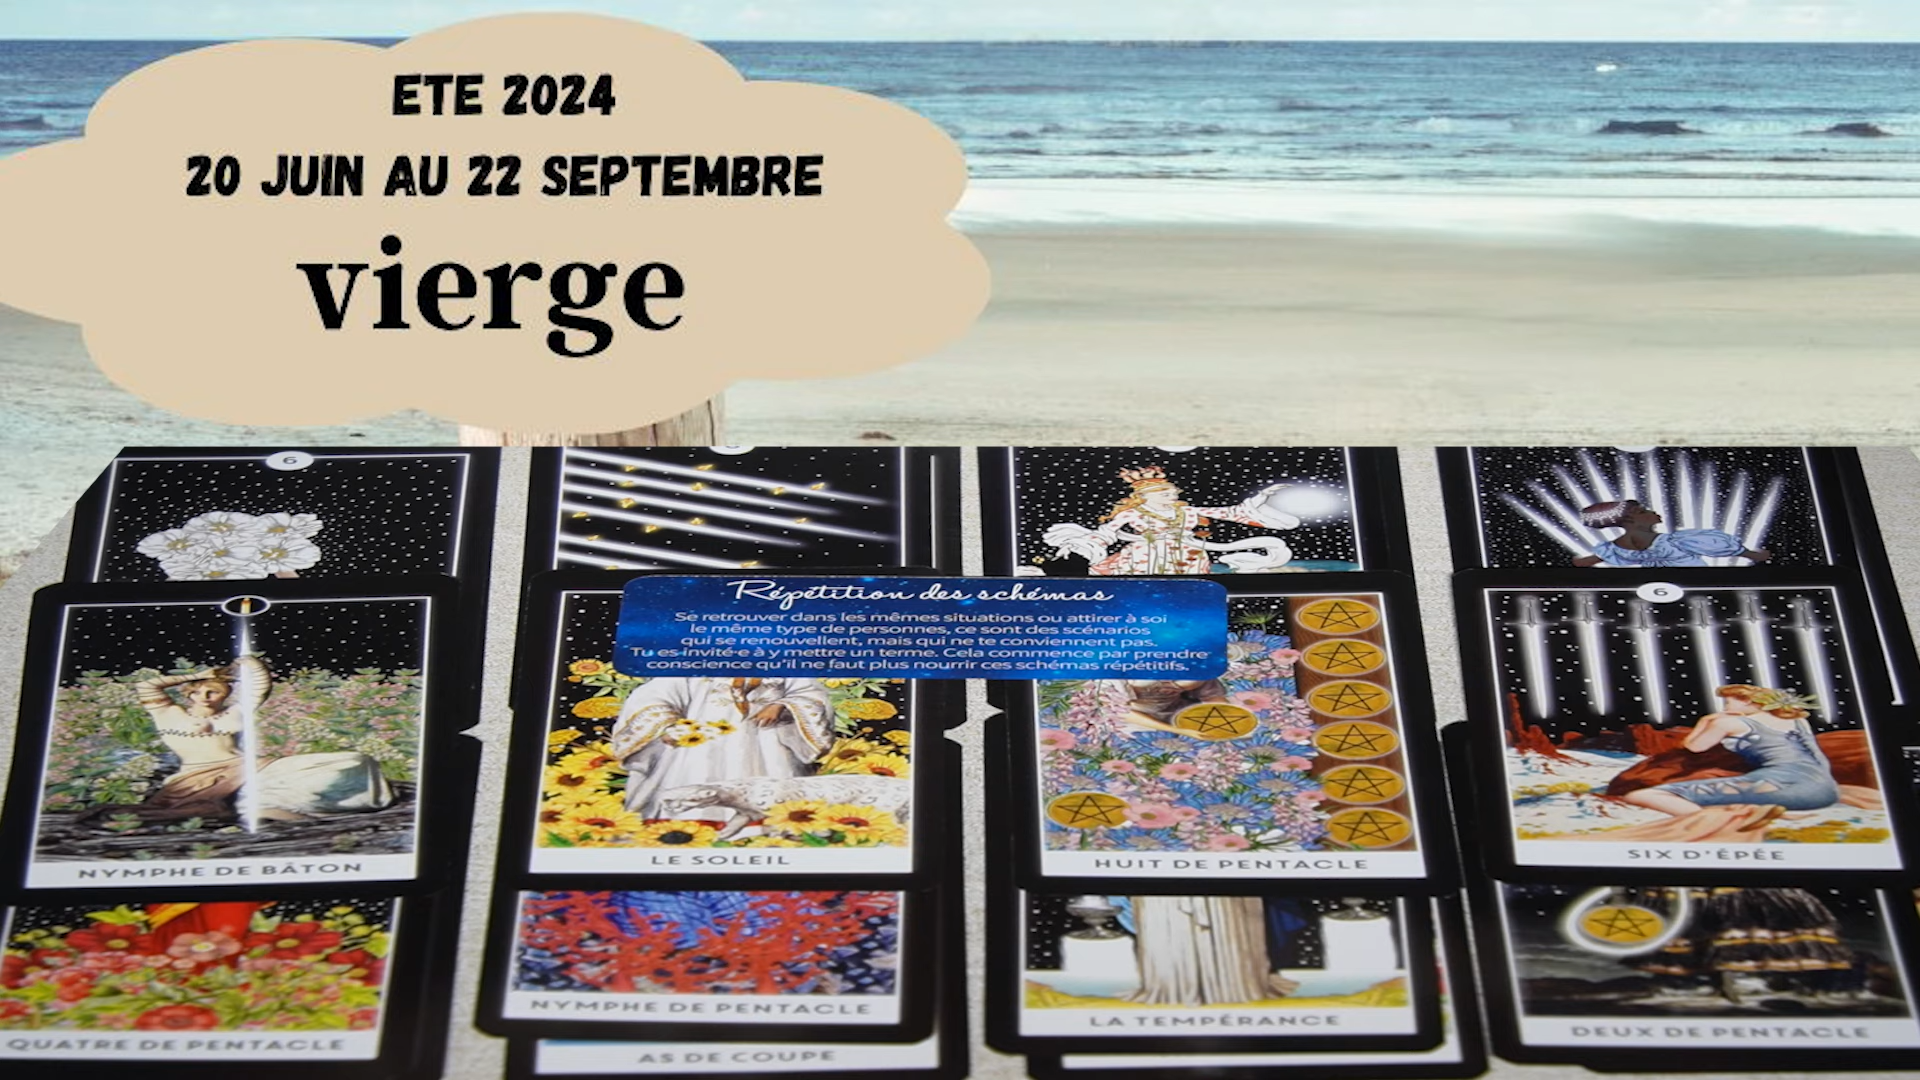 ETE 2024
20 JUIN AU 22 SEPTEMBRE
vierge
6
Répétition des schémas
Se retrouver dans les mêmes situations ou attirer à soi
le même type de personnes, ce sont des scénarios
qui se renouvellent, mais qui ne te conviennent pas.
Tu es invité·e à y mettre un terme. Cela commence par prendre
conscience qu'il ne faut plus nourrir ces schémas répétitifs.
6
NYMPHE DE BÂTON
LE SOLEIL
HUIT DE PENTACLE
SIX D'ÉPÉE
QUATRE DE PENTACLE
NYMPHE DE PENTACLE
LA TEMPÉRANCE
DEUX DE PENTACLE
AS DE COUPE